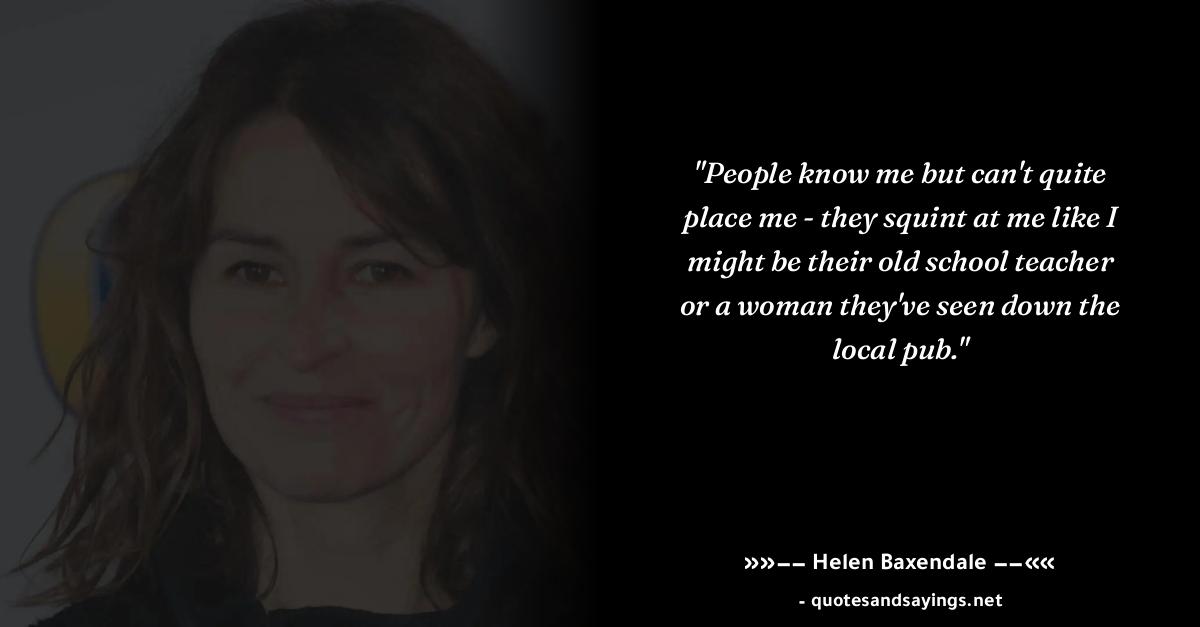 "People know me but can't quite
place me - they squint at me like I
might be their old school teacher
or a woman they've seen down the
local pub."
»»–– Helen Baxendale ––««
- quotesandsayings.net